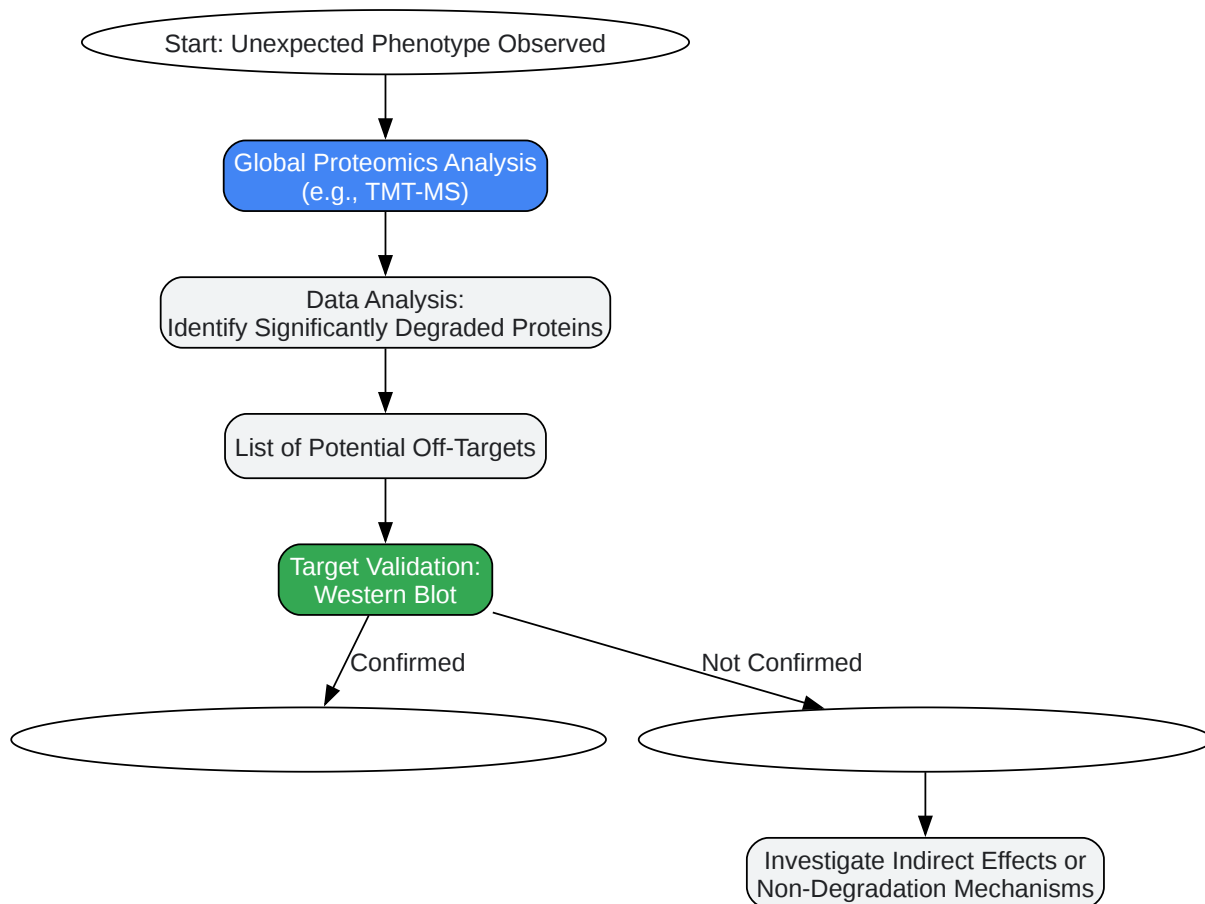 Start: Unexpected Phenotype Observed
Global Proteomics Analysis
(e.g., TMT-MS)
Data Analysis:
Identify Significantly Degraded Proteins
List of Potential Off-Targets
Target Validation:
Western Blot
Confirmed
Not Confirmed
Investigate Indirect Effects or
Non-Degradation Mechanisms